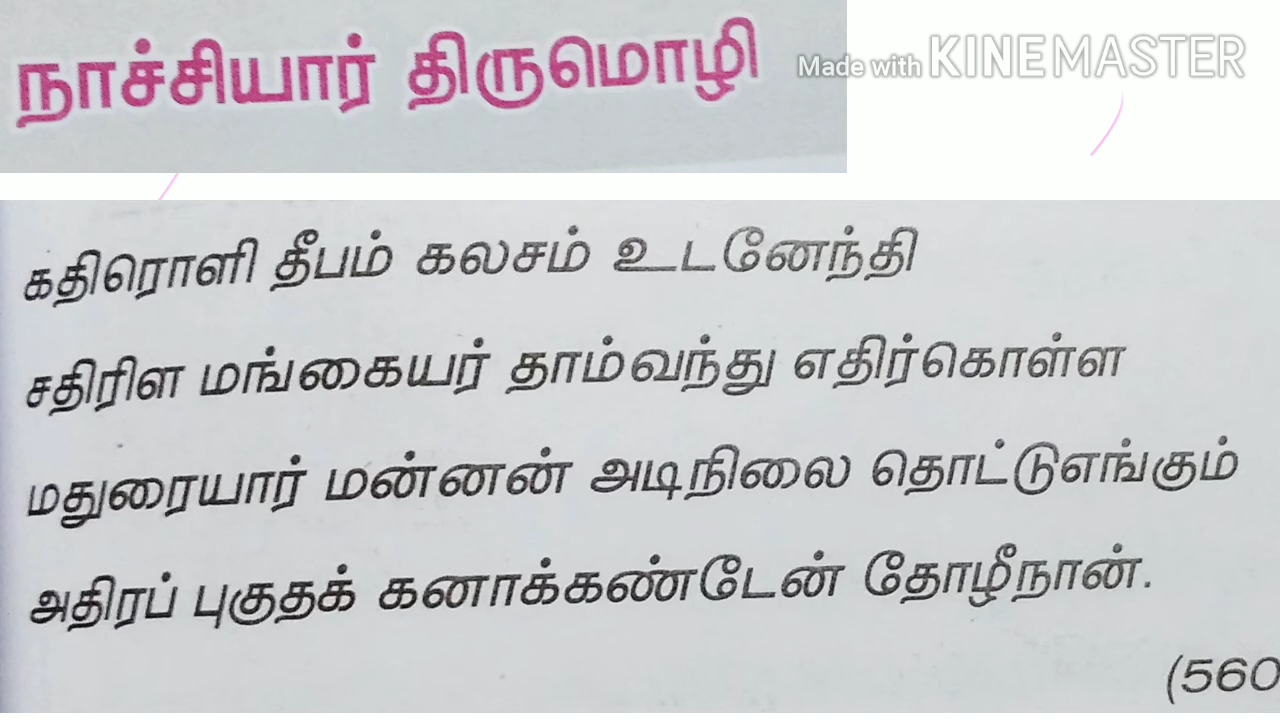 நாச்சியார் திருமொழி
Made with KINEMASTER
கதிரொளி தீபம் கலசம் உடனேந்தி
சதிரிள மங்கையர் தாம்வந்து எதிர்கொள்ள
மதுரையார் மன்னன் அடிநிலை தொட்டுஎங்கும்
அதிரப் புகுதக் கனாக்கண்டேன் தோழீநான்.
(560